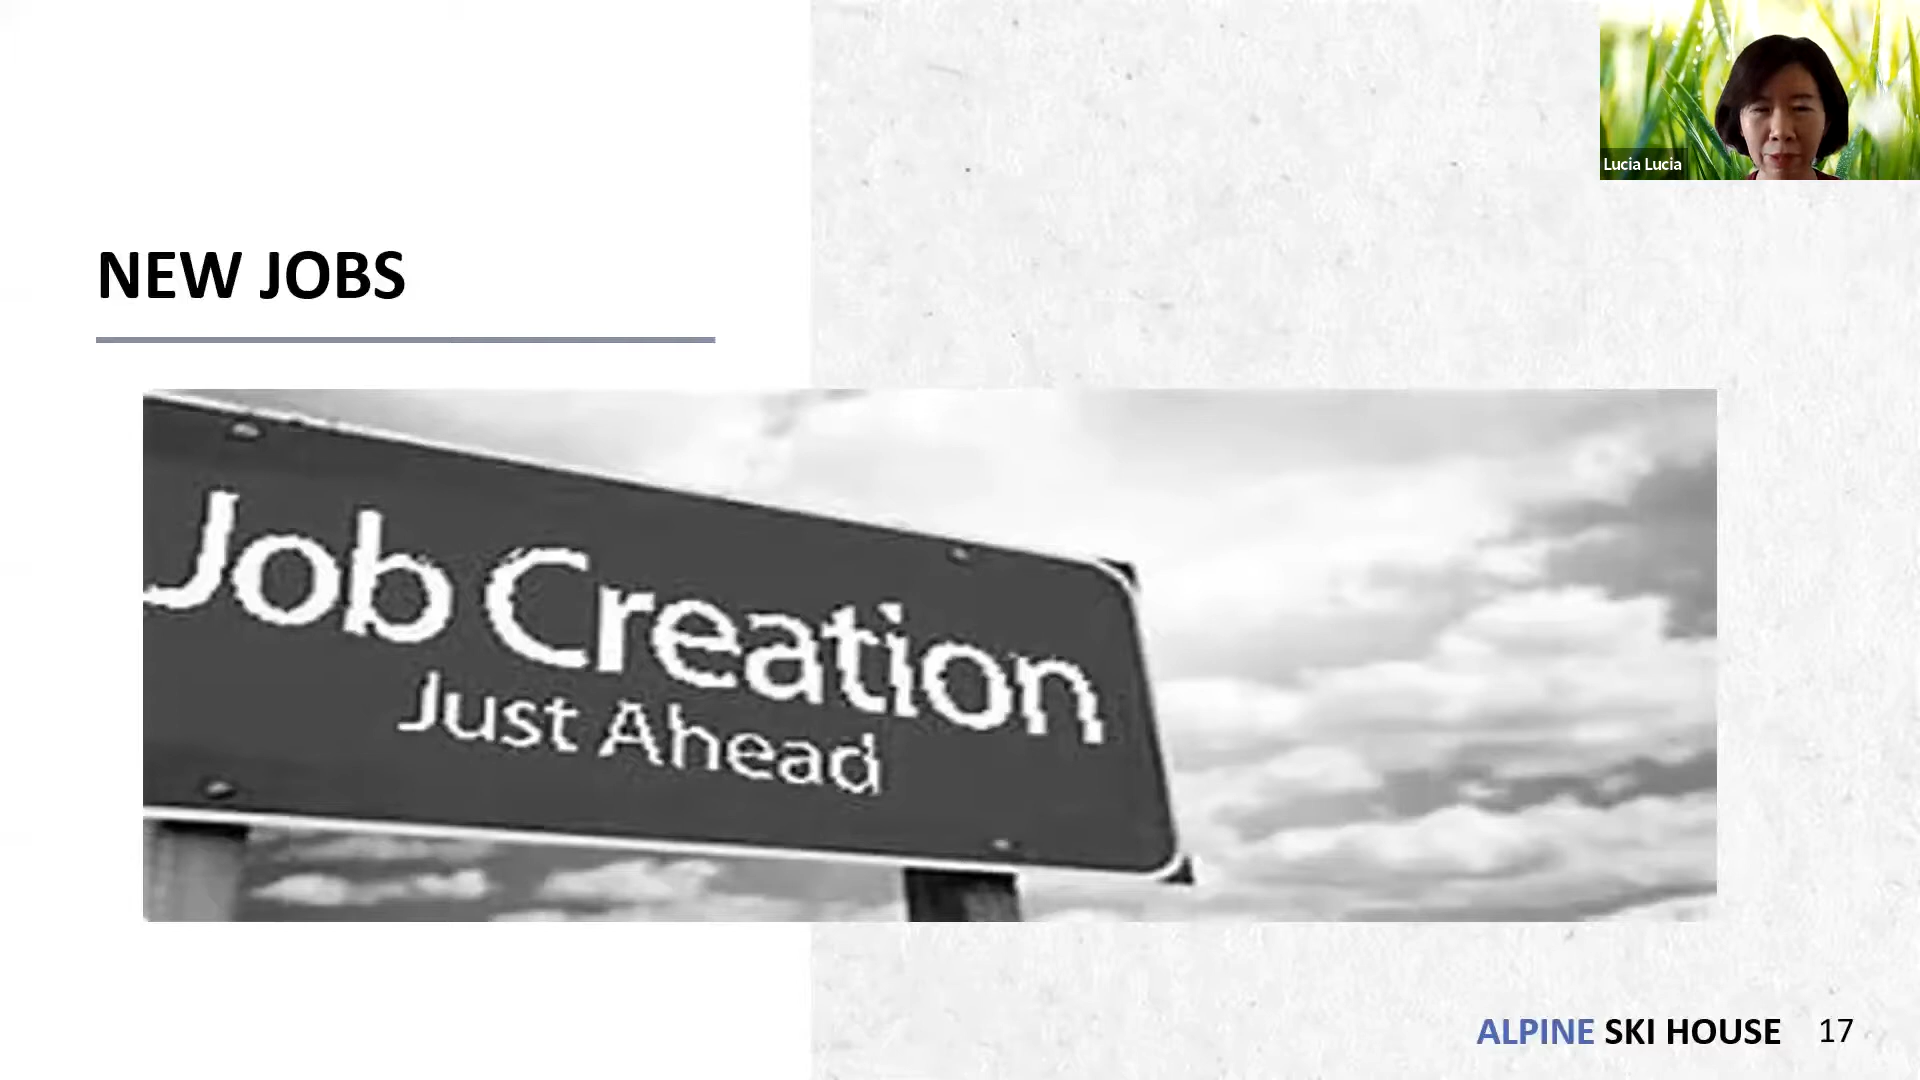 Lucia Lucia
NEW JOBS
Job Creation
Just Ahead
ALPINE SKI HOUSE 17